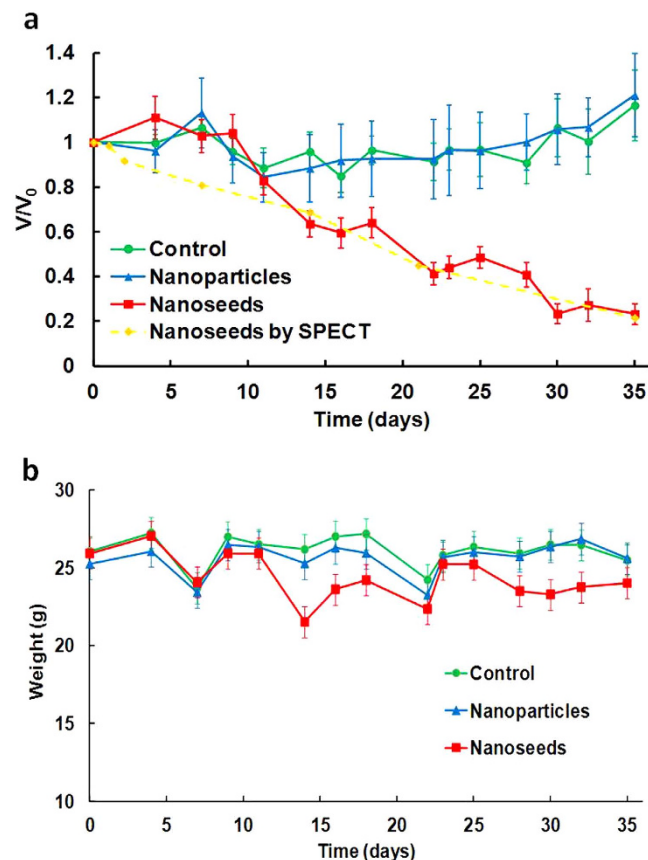 a
1.4
1.2
1
0.8
0.6
0.4
0.2
0
V/V0
Control
Nanoparticles
Nanoseeds
Nanoseeds by SPECT
0 5 10 15 20 25 30 35
Time (days)
b
30
25
20
15
10
Weight (g)
Control
Nanoparticles
Nanoseeds
0 5 10 15 20 25 30 35
Time (days)